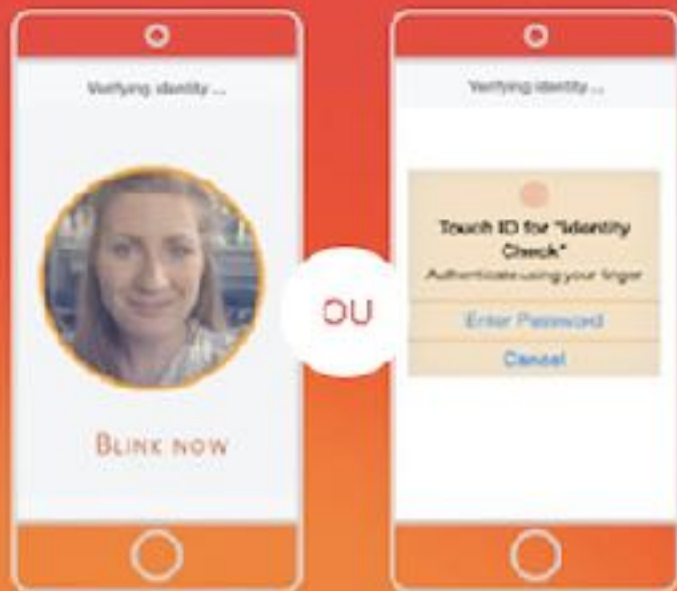 Verifying identity ...
BLINK NOW
OU
Verifying identity ...
Touch ID for "Identity
Check"
Authenticate using your finger
Enter Password
Cancel